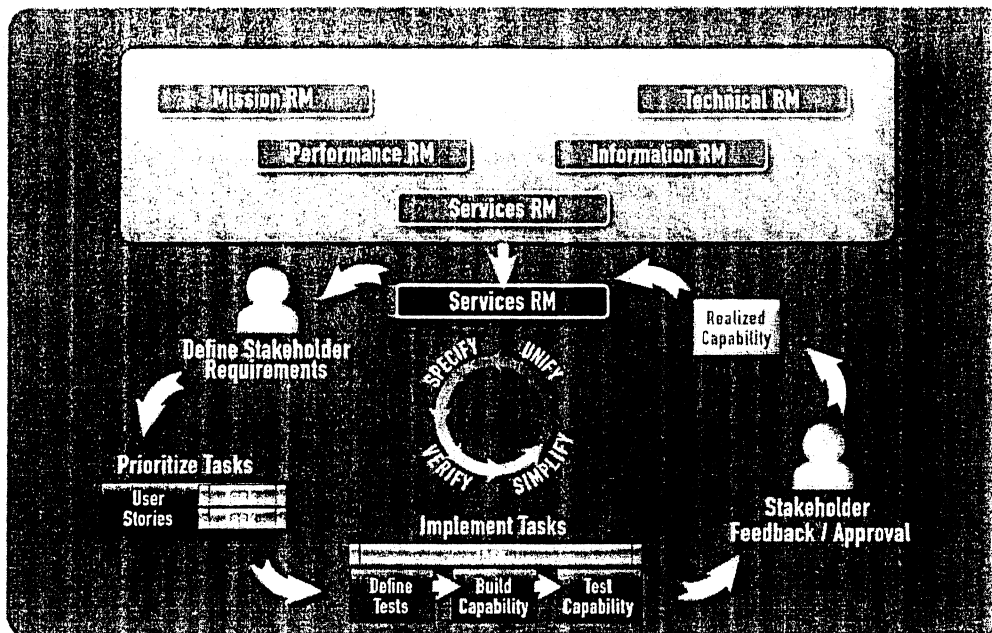 Mission RM
Technical RM
Performance RM
Information RM
Services RM
Services RM
Realized
Capability
Define Stakeholder
Requirements
SPECIFY
UNIFY
VERIFY
SIMPLIFY
Prioritize Tasks
User
Stories
Stakeholder
Feedback / Approval
Implement Tasks
Define
Tests
Build
Capability
Test
Capability